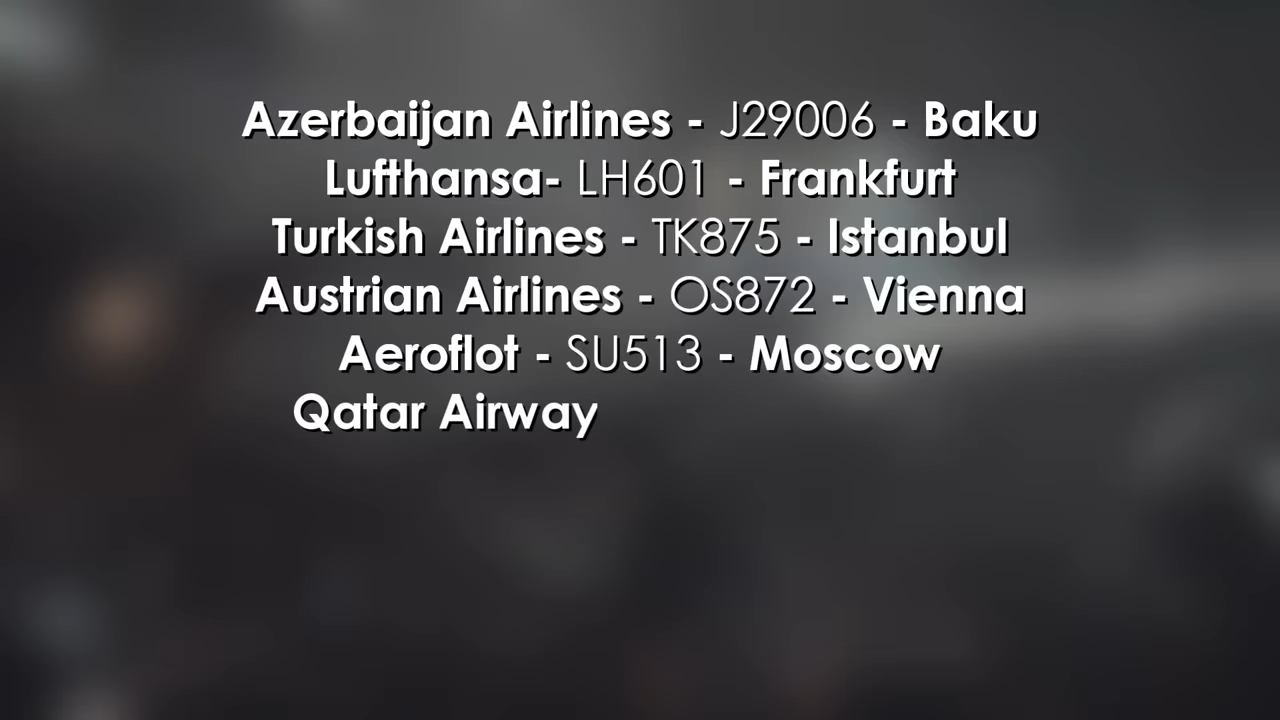 Azerbaijan Airlines - J29006 - Baku
Lufthansa- LH601 - Frankfurt
Turkish Airlines - TK875 - Istanbul
Austrian Airlines - OS872 - Vienna
Aeroflot - SU513 - Moscow
Qatar Airway